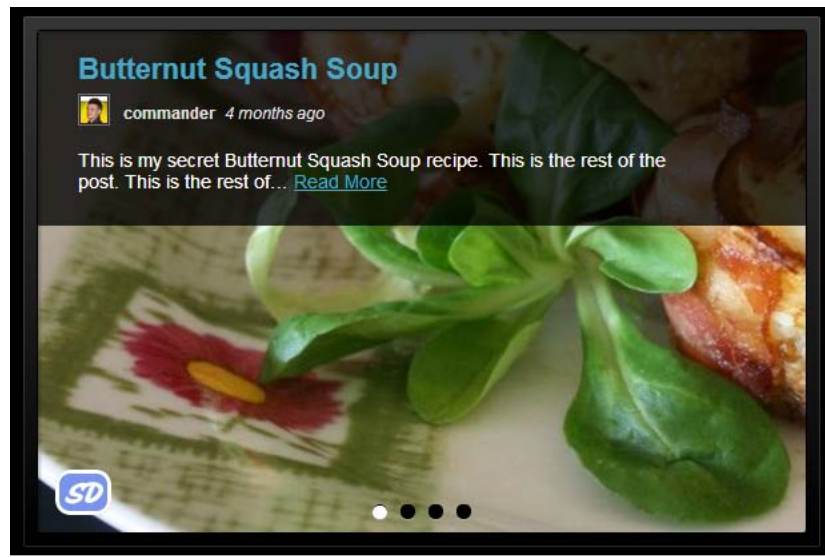 Butternut Squash Soup
commander 4 months ago
This is my secret Butternut Squash Soup recipe. This is the rest of the
post. This is the rest of... Read More
SD